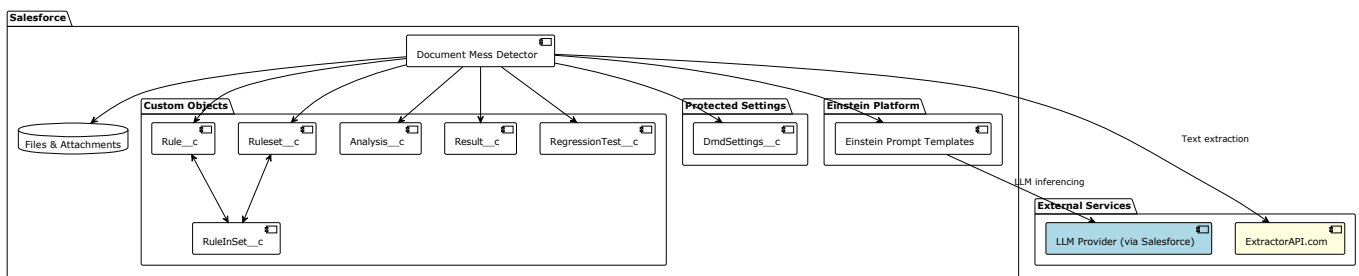 Salesforce
Document Mess Detector
Custom Objects
Protected Settings
Einstein Platform
Files & Attachments
Rule__c
Ruleset__c
Analysis__c
Result__c
RegressionTest__c
DmdSettings__c
Einstein Prompt Templates
Text extraction
LLM inferencing
External Services
RuleInSet__c
LLM Provider (via Salesforce)
ExtractorAPI.com